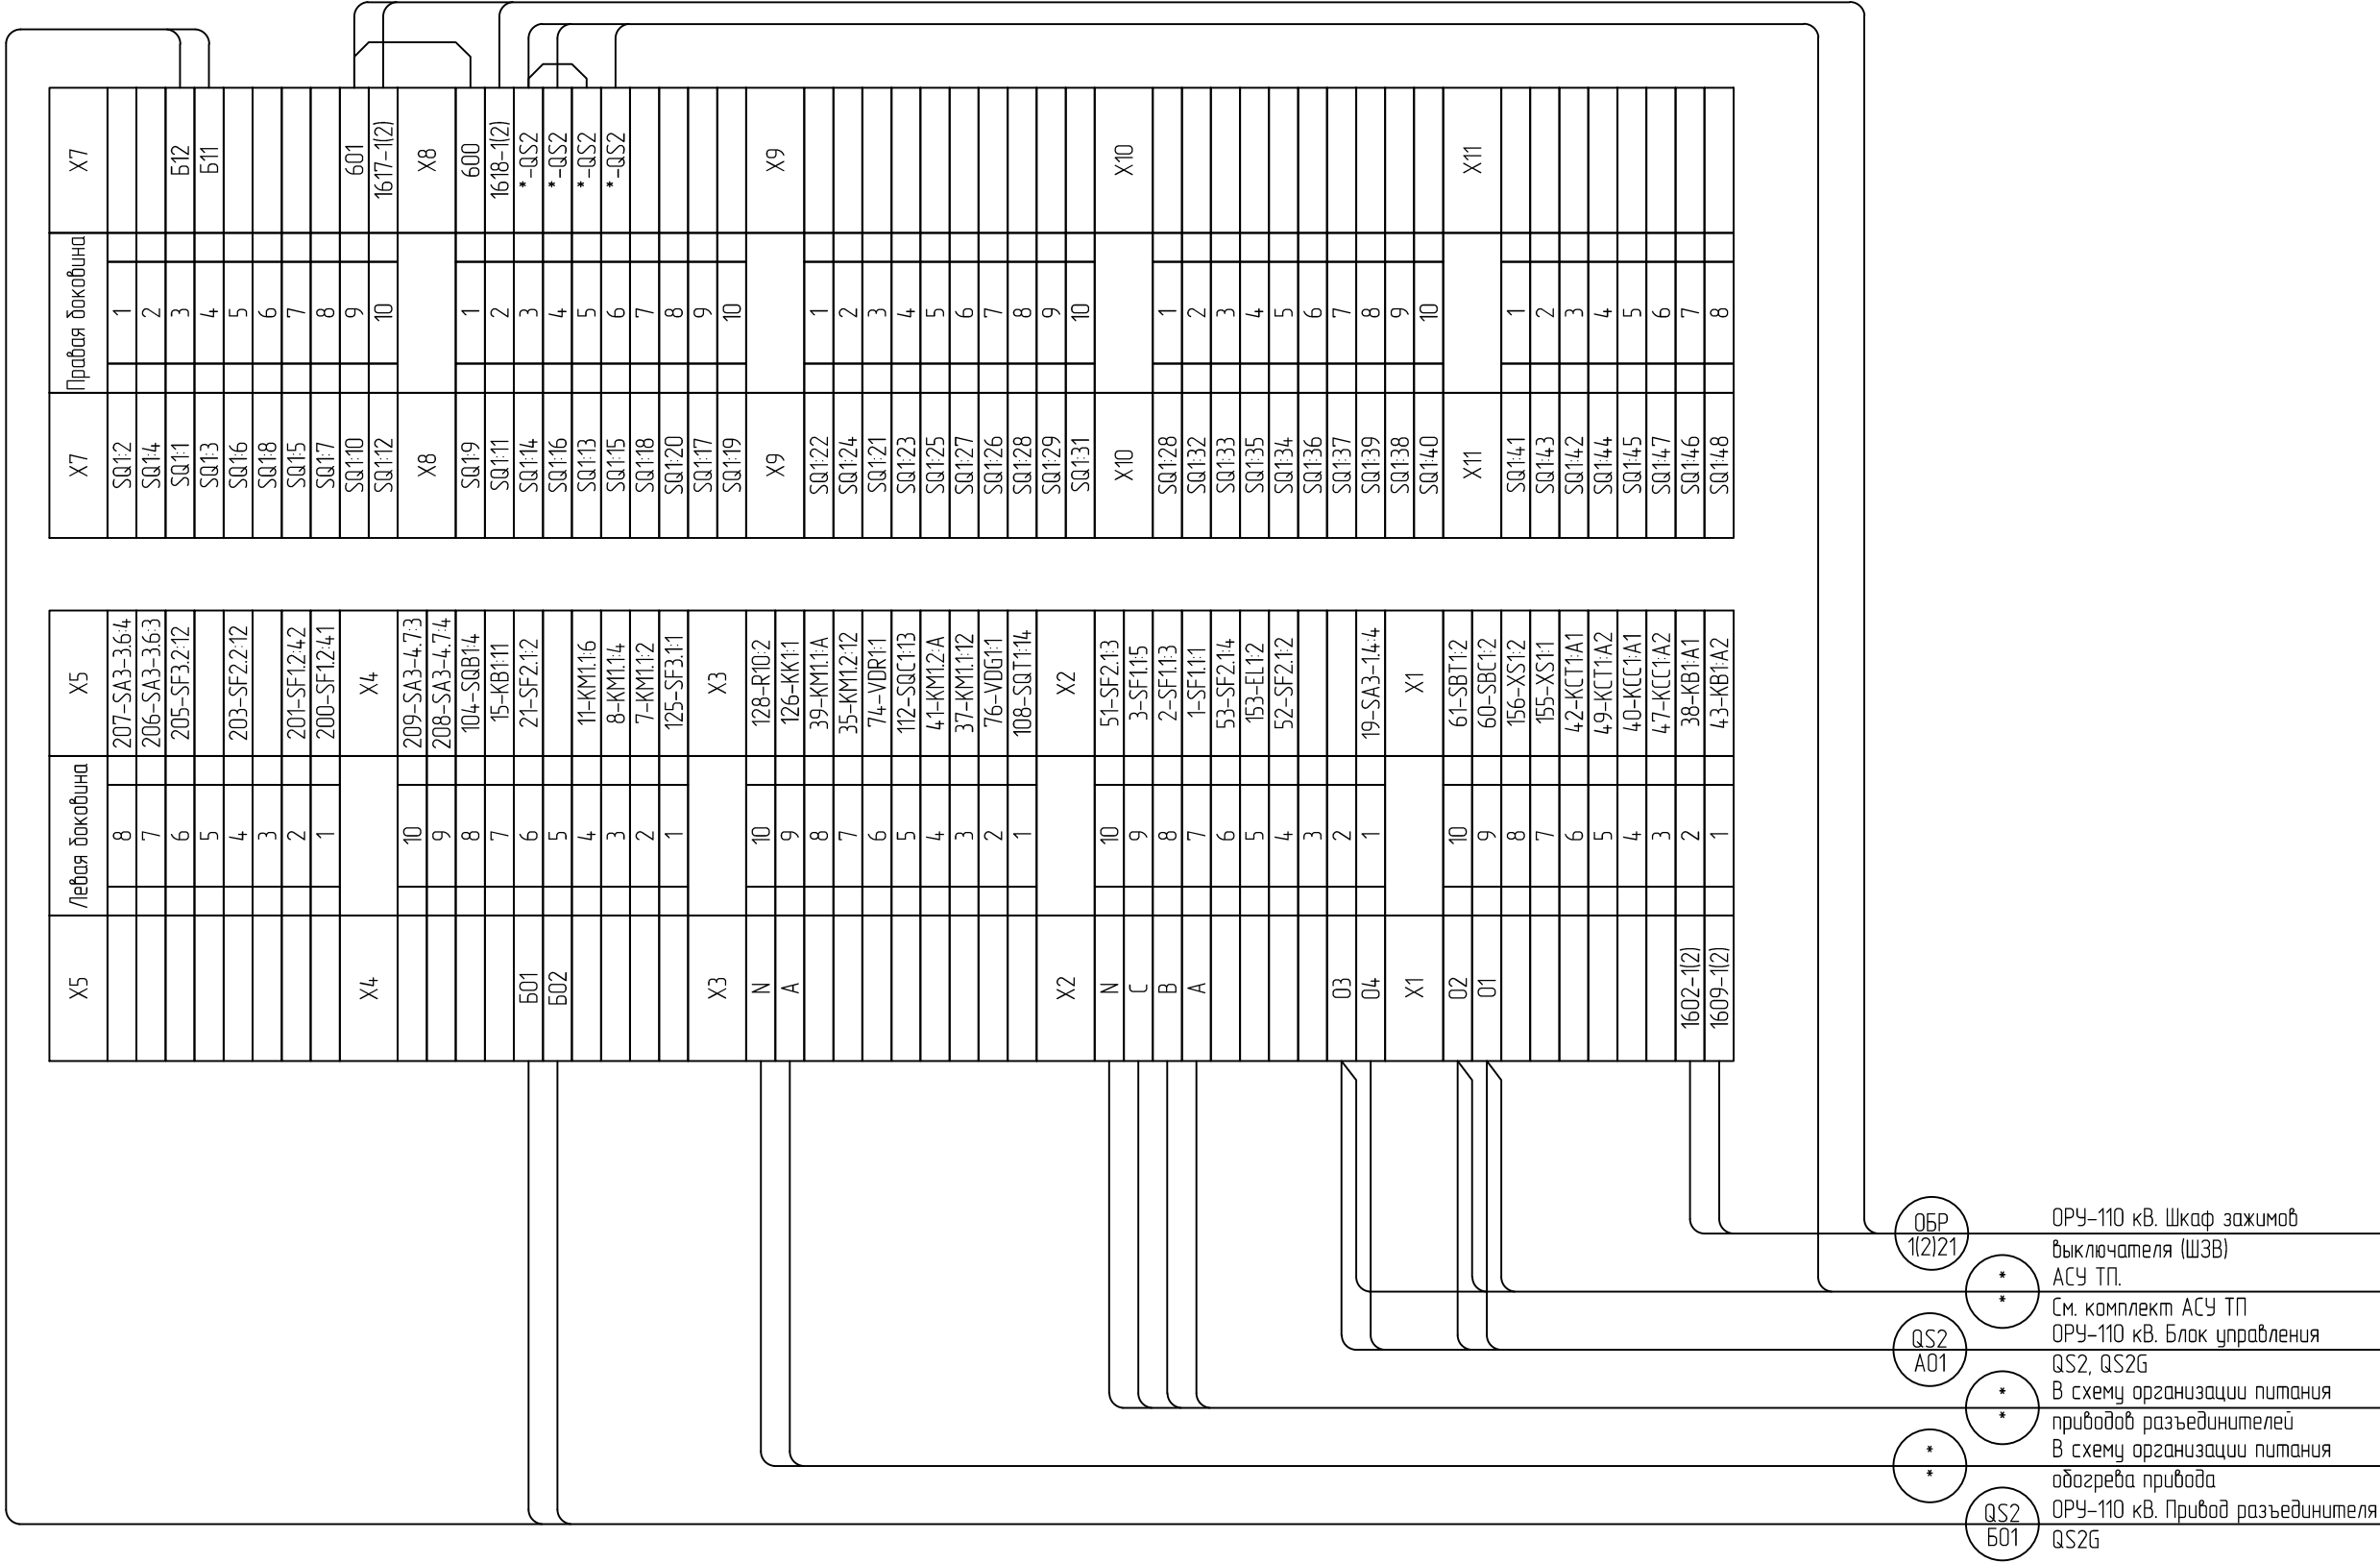 X7
Б12
Б11
601
1617-1(2)
X8
600
1618-1(2)
*-QS2
*-QS2
*-QS2
*-QS2
X9
X10
X11
Правая боковина
1
2
3
4
5
6
7
8
9
10
1
2
3
4
5
6
7
8
9
10
1
2
3
4
5
6
7
8
9
10
1
2
3
4
5
6
7
8
9
10
1
2
3
4
5
6
7
8
X7
SQ1:2
SQ1:4
SQ1:1
SQ1:3
SQ1:6
SQ1:8
SQ1:5
SQ1:7
SQ1:10
SQ1:12
X8
SQ1:9
SQ1:11
SQ1:14
SQ1:16
SQ1:13
SQ1:15
SQ1:18
SQ1:20
SQ1:17
SQ1:19
X9
SQ1:22
SQ1:24
SQ1:21
SQ1:23
SQ1:25
SQ1:27
SQ1:26
SQ1:28
SQ1:29
SQ1:31
X10
SQ1:28
SQ1:32
SQ1:33
SQ1:35
SQ1:34
SQ1:36
SQ1:37
SQ1:39
SQ1:38
SQ1:40
X11
SQ1:41
SQ1:43
SQ1:42
SQ1:44
SQ1:45
SQ1:47
SQ1:46
SQ1:48
X5
207-SA3-3.6:4
206-SA3-3.6:3
205-SF3.2:12
203-SF2.2:12
201-SF1.2:42
200-SF1.2:41
X4
209-SA3-4.7:3
208-SA3-4.7:4
104-SQB1:4
15-KB1:11
21-SF2.1:2
11-KM1.1:6
8-KM1.1:4
7-KM1.1:2
125-SF3.1:1
X3
128-R10:2
126-KK1:1
39-KM1.1:A
35-KM1.2:12
74-VDR1:1
112-SQC1:13
41-KM1.2:A
37-KM1.1:12
76-VDG1:1
108-SQT1:14
X2
51-SF2.1:3
3-SF1.1:5
2-SF1.1:3
1-SF1.1:1
53-SF2.1:4
153-EL1:2
52-SF2.1:2
19-SA3-1.4:4
X1
61-SBT1:2
60-SBC1:2
156-XS1:2
155-XS1:1
42-KCT1:A1
49-KCT1:A2
40-KCC1:A1
47-KCC1:A2
38-KB1:A1
43-KB1:A2
Левая боковина
8
7
6
5
4
3
2
1
10
9
8
7
6
5
4
3
2
1
10
9
8
7
6
5
4
3
2
1
10
9
8
7
6
5
4
3
2
1
10
9
8
7
6
5
4
3
2
1
X5
X4
Б01
Б02
X3
N
A
X2
N
C
B
A
03
04
X1
02
01
1602-1(2)
1609-1(2)
ОБР
1(2)21
ОРУ-110 кВ. Шкаф зажимов
выключателя (ШЗВ)
*
*
АСУ ТП.
См. комплект АСУ ТП
QS2
А01
ОРУ-110 кВ. Блок управления
QS2, QS2G
*
*
В схему организации питания
приводов разъединителей
*
*
В схему организации питания
обогрева привода
QS2
Б01
ОРУ-110 кВ. Привод разъединителя
QS2G